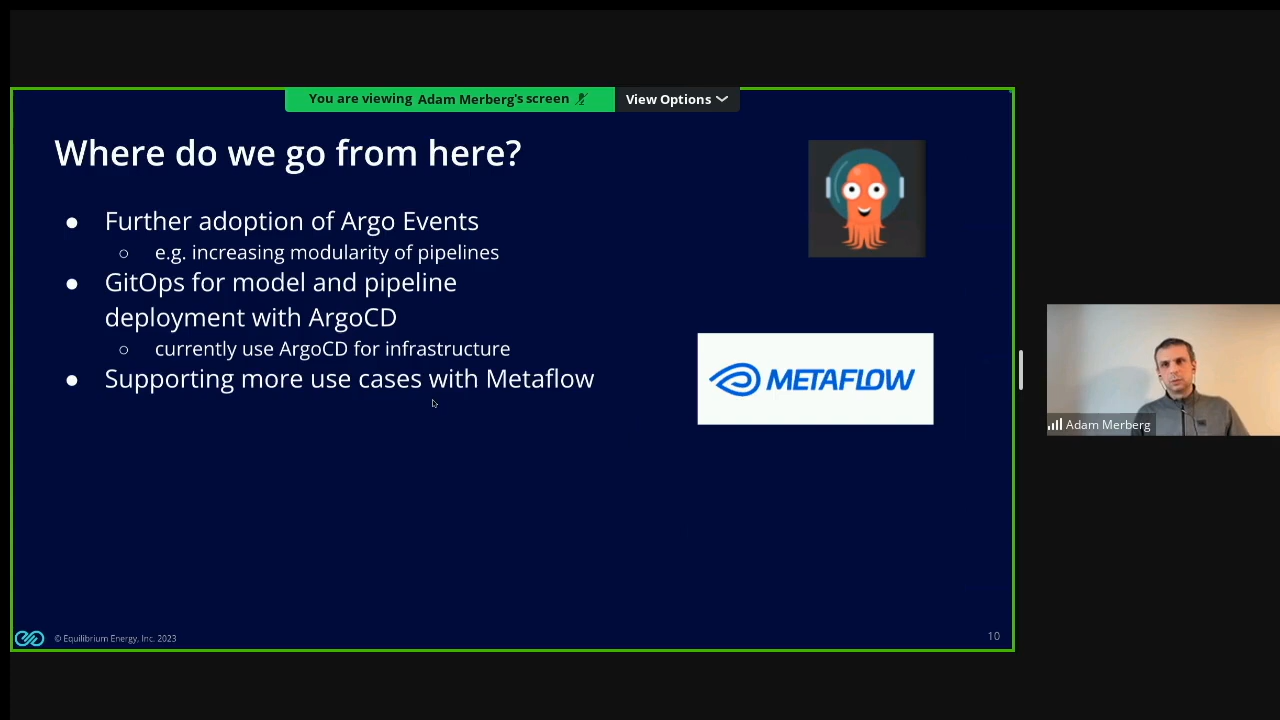 You are viewing Adam Merberg's screen
View Options
Where do we go from here?
● Further adoption of Argo Events
○ e.g. increasing modularity of pipelines
● GitOps for model and pipeline
deployment with ArgoCD
○ currently use ArgoCD for infrastructure
● Supporting more use cases with Metaflow
METAFLOW
Adam Merberg
© Equilibrium Energy, Inc. 2023
10